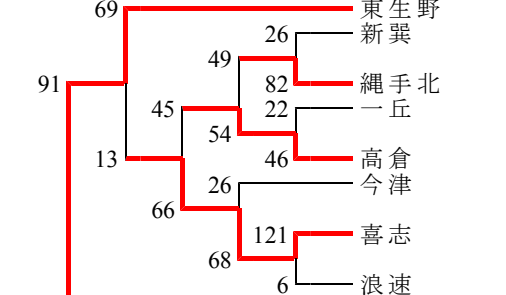 69 東生野
26 新巽
49
91 82 縄手北
45 22 一丘
54
13 46 高倉
26 今津
66
121 喜志
68
6 浪速